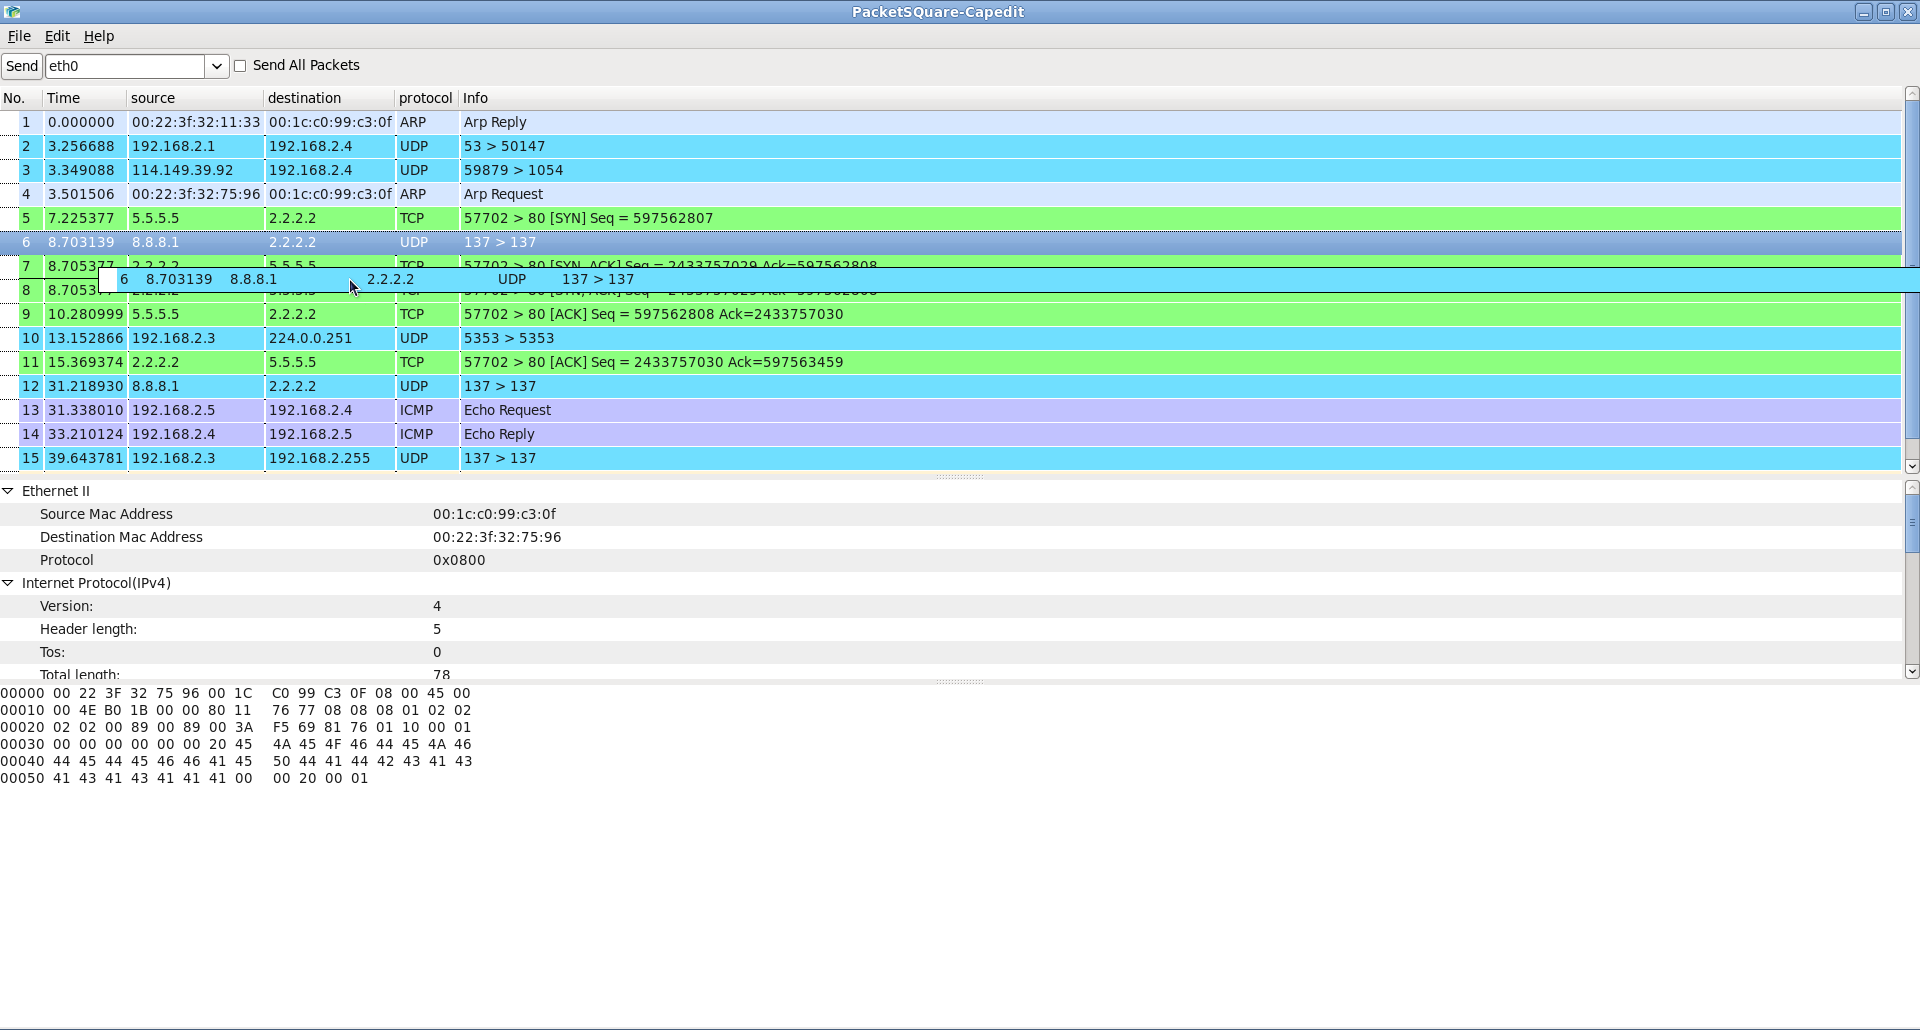 PacketSQuare-Capedit
File Edit Help
Send eth0 Send All Packets
No. Time source destination protocol Info
1 0.000000 00:22:3f:32:11:33 00:1c:c0:99:c3:0f ARP Arp Reply
2 3.256688 192.168.2.1 192.168.2.4 UDP 53 > 50147
3 3.349088 114.149.39.92 192.168.2.4 UDP 59879 > 1054
4 3.501506 00:22:3f:32:75:96 00:1c:c0:99:c3:0f ARP Arp Request
5 7.225377 5.5.5.5 2.2.2.2 TCP 57702 > 80 [SYN] Seq = 597562807
6 8.703139 8.8.8.1 2.2.2.2 UDP 137 > 137
7 8.705377 2.2.2.2 5.5.5.5 TCP 57702 > 80 [SYN, ACK] Seq = 2433757029 Ack=597562808
6 8.703139 8.8.8.1 2.2.2.2 UDP 137 > 137
8 8.7053
9 10.280999 5.5.5.5 2.2.2.2 TCP 57702 > 80 [ACK] Seq = 597562808 Ack=2433757030
10 13.152866 192.168.2.3 224.0.0.251 UDP 5353 > 5353
11 15.369374 2.2.2.2 5.5.5.5 TCP 57702 > 80 [ACK] Seq = 2433757030 Ack=597563459
12 31.218930 8.8.8.1 2.2.2.2 UDP 137 > 137
13 31.338010 192.168.2.5 192.168.2.4 ICMP Echo Request
14 33.210124 192.168.2.4 192.168.2.5 ICMP Echo Reply
15 39.643781 192.168.2.3 192.168.2.255 UDP 137 > 137
Ethernet II
Source Mac Address 00:1c:c0:99:c3:0f
Destination Mac Address 00:22:3f:32:75:96
Protocol 0x0800
Internet Protocol(IPv4)
Version: 4
Header length: 5
Tos: 0
Total length: 78
00000 00 22 3F 32 75 96 00 1C C0 99 C3 0F 08 00 45 00
00010 00 4E B0 1B 00 00 80 11 76 77 08 08 08 01 02 02
00020 02 02 00 89 00 89 00 3A F5 69 81 76 01 10 00 01
00030 00 00 00 00 00 00 20 45 4A 45 4F 46 44 45 4A 46
00040 44 45 44 45 46 46 41 45 50 44 41 44 42 43 41 43
00050 41 43 41 43 41 41 41 00 00 20 00 01